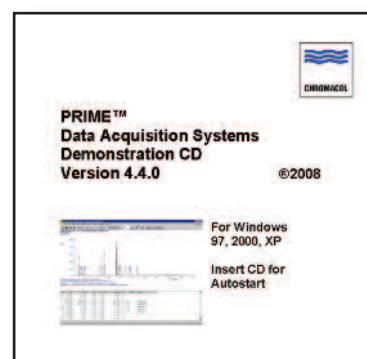 CHROMACOL
PRIME™
Data Acquisition Systems
Demonstration CD
Version 4.4.0 ®2008
For Windows
97, 2000, XP
Insert CD for
Autostart